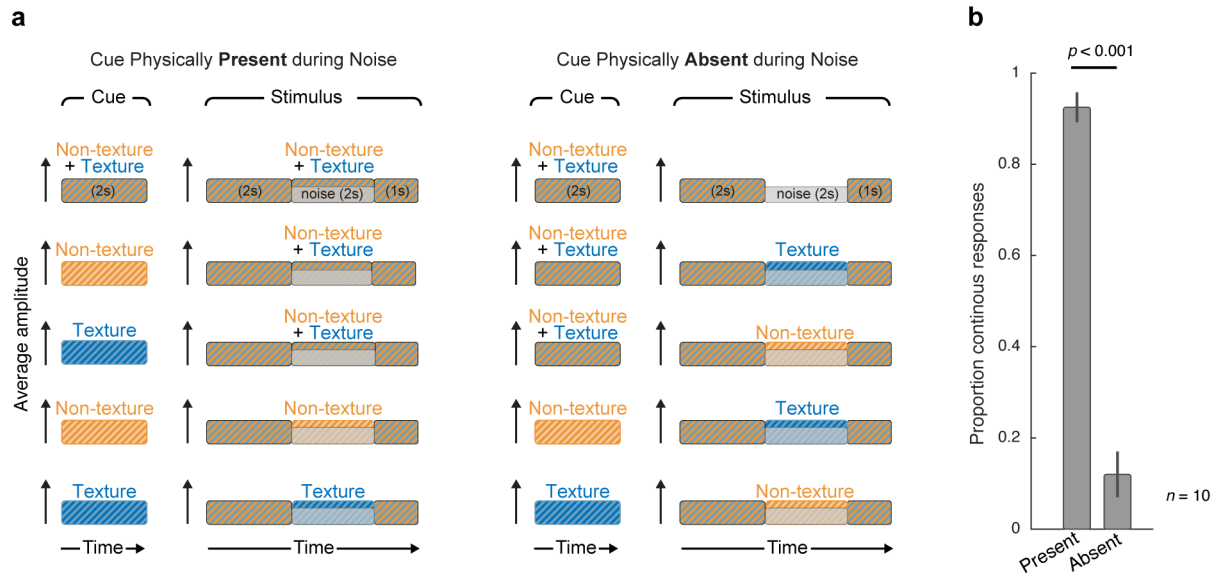 a
Cue Physically Present during Noise
Cue
Stimulus
Average amplitude
Non-texture
+ Texture
(2s)
Non-texture
+ Texture
(2s)
noise (2s)
(1s)
Non-texture
Non-texture
+ Texture
Texture
Non-texture
+ Texture
Non-texture
Non-texture
Texture
Texture
Time
Time
Cue Physically Absent during Noise
Cue
Stimulus
Non-texture
+ Texture
(2s)
(2s)
noise (2s)
(1s)
Non-texture
+ Texture
Texture
Non-texture
+ Texture
Non-texture
Non-texture
Texture
Texture
Non-texture
Time
Time
b
p < 0.001
Proportion continous responses
1
0.8
0.6
0.4
0.2
0
n = 10
Present
Absent